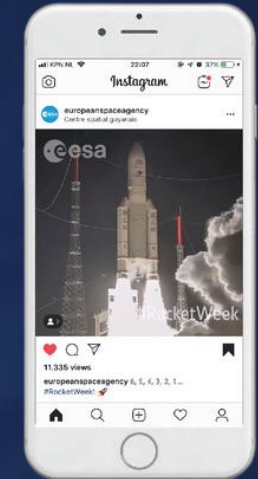 KPN NL
22:07
37%
Instagram
europeanspaceagency
Centre spatial guyanais
esa
#RocketWeek
11.335 views
europeanspaceagency 6, 5, 4, 3, 2, 1...
#RocketWeek! 🚀